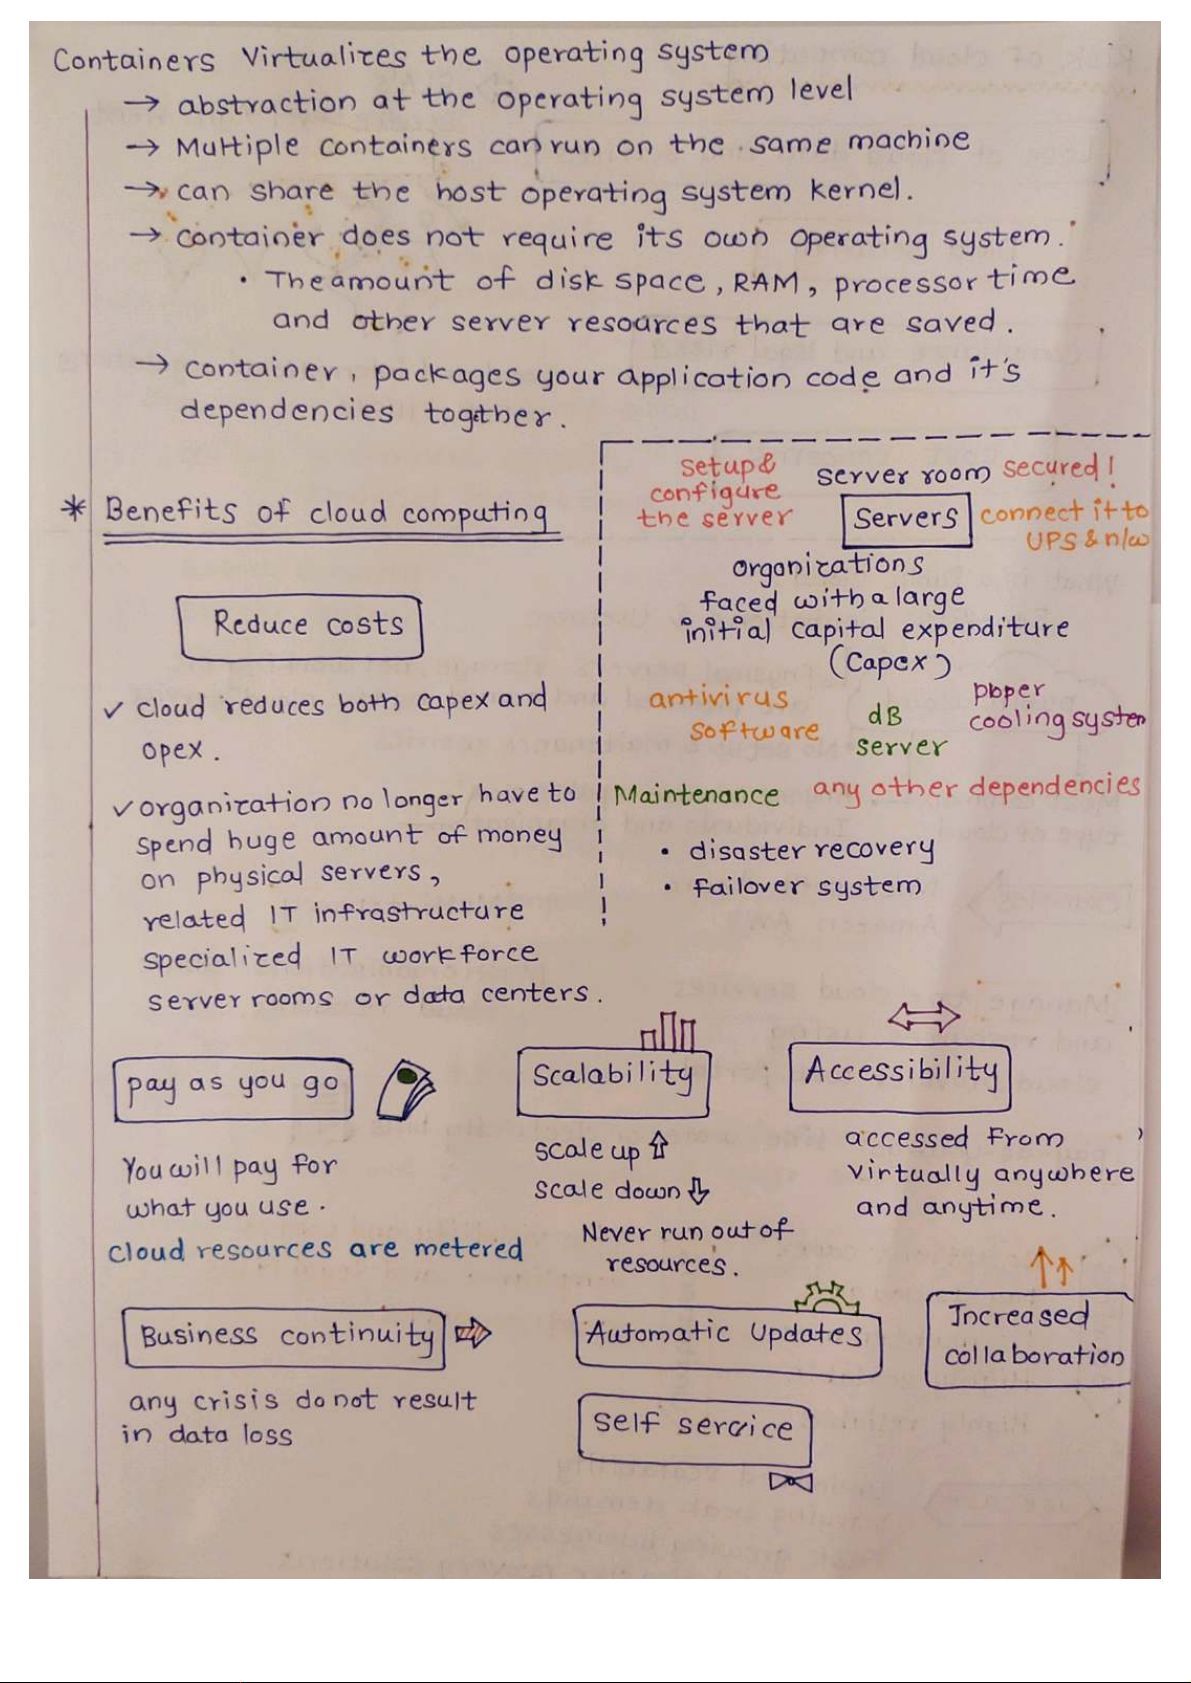 Containers Virtualizes the operating system
→ abstraction at the operating system level
→ Multiple containers can run on the same machine
→ can share the host operating system kernel.
→ container does not require its own operating system.
• The amount of disk space, RAM, processor time
and other server resources that are saved.
→ container, packages your application code and it's
dependencies together.
* Benefits of cloud computing
Reduce costs
✓ cloud reduces both capex and
opex.
✓ organization no longer have to
spend huge amount of money
on physical servers,
related IT infrastructure
specialized IT workforce
server rooms or data centers.
setup &
configure
the server
server room secured!
Servers
connect it to
UPS & n/w
organizations
faced with a large
initial capital expenditure
(Capex)
antivirus
software
dB
server
cooling system
Maintenance
any other dependencies
• disaster recovery
• failover system
pay as you go
You will pay for
what you use.
cloud resources are metered
Scalability
scale up ⇧
scale down ⇩
Never run out of
resources.
Accessibility
accessed From
virtually anywhere
and anytime.
Business continuity
any crisis do not result
in data loss
Automatic Updates
self service
Increased
collaboration